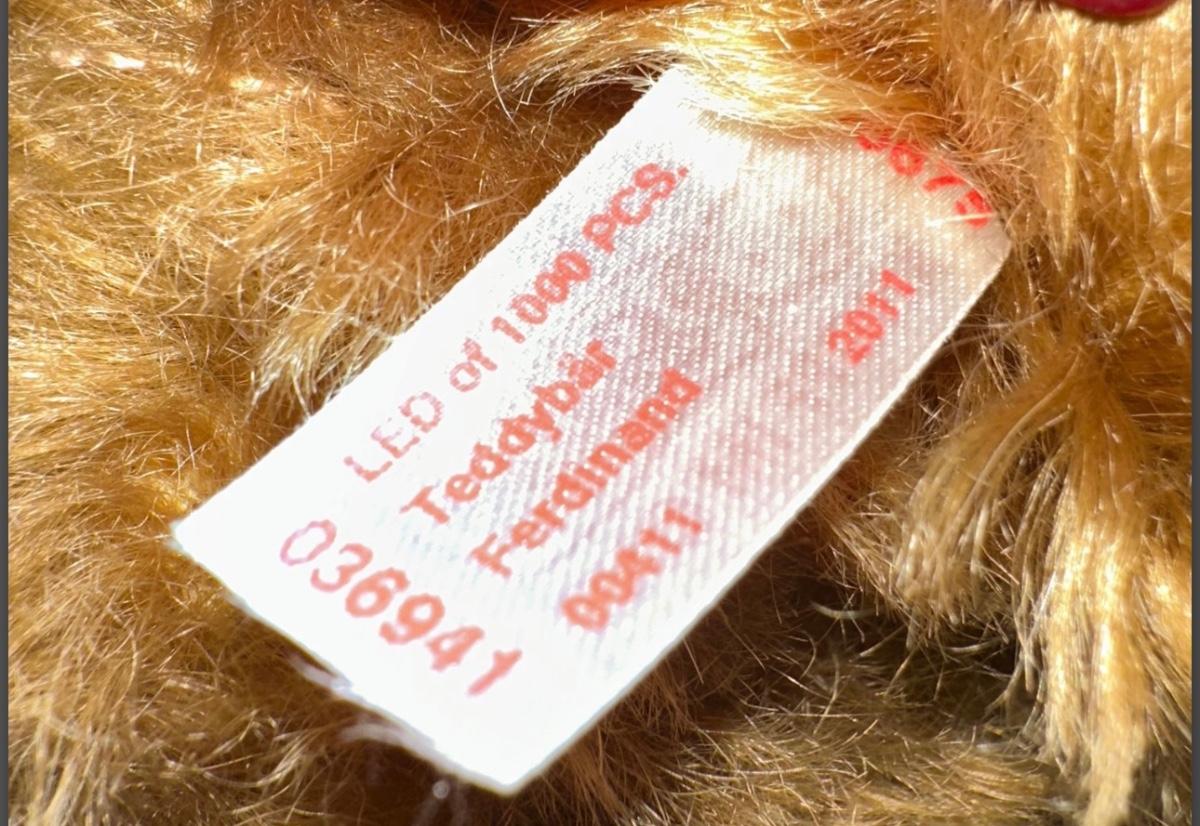 LED of 1000 PCS.
Teddybär
Ferdinand
00411
2011
036941